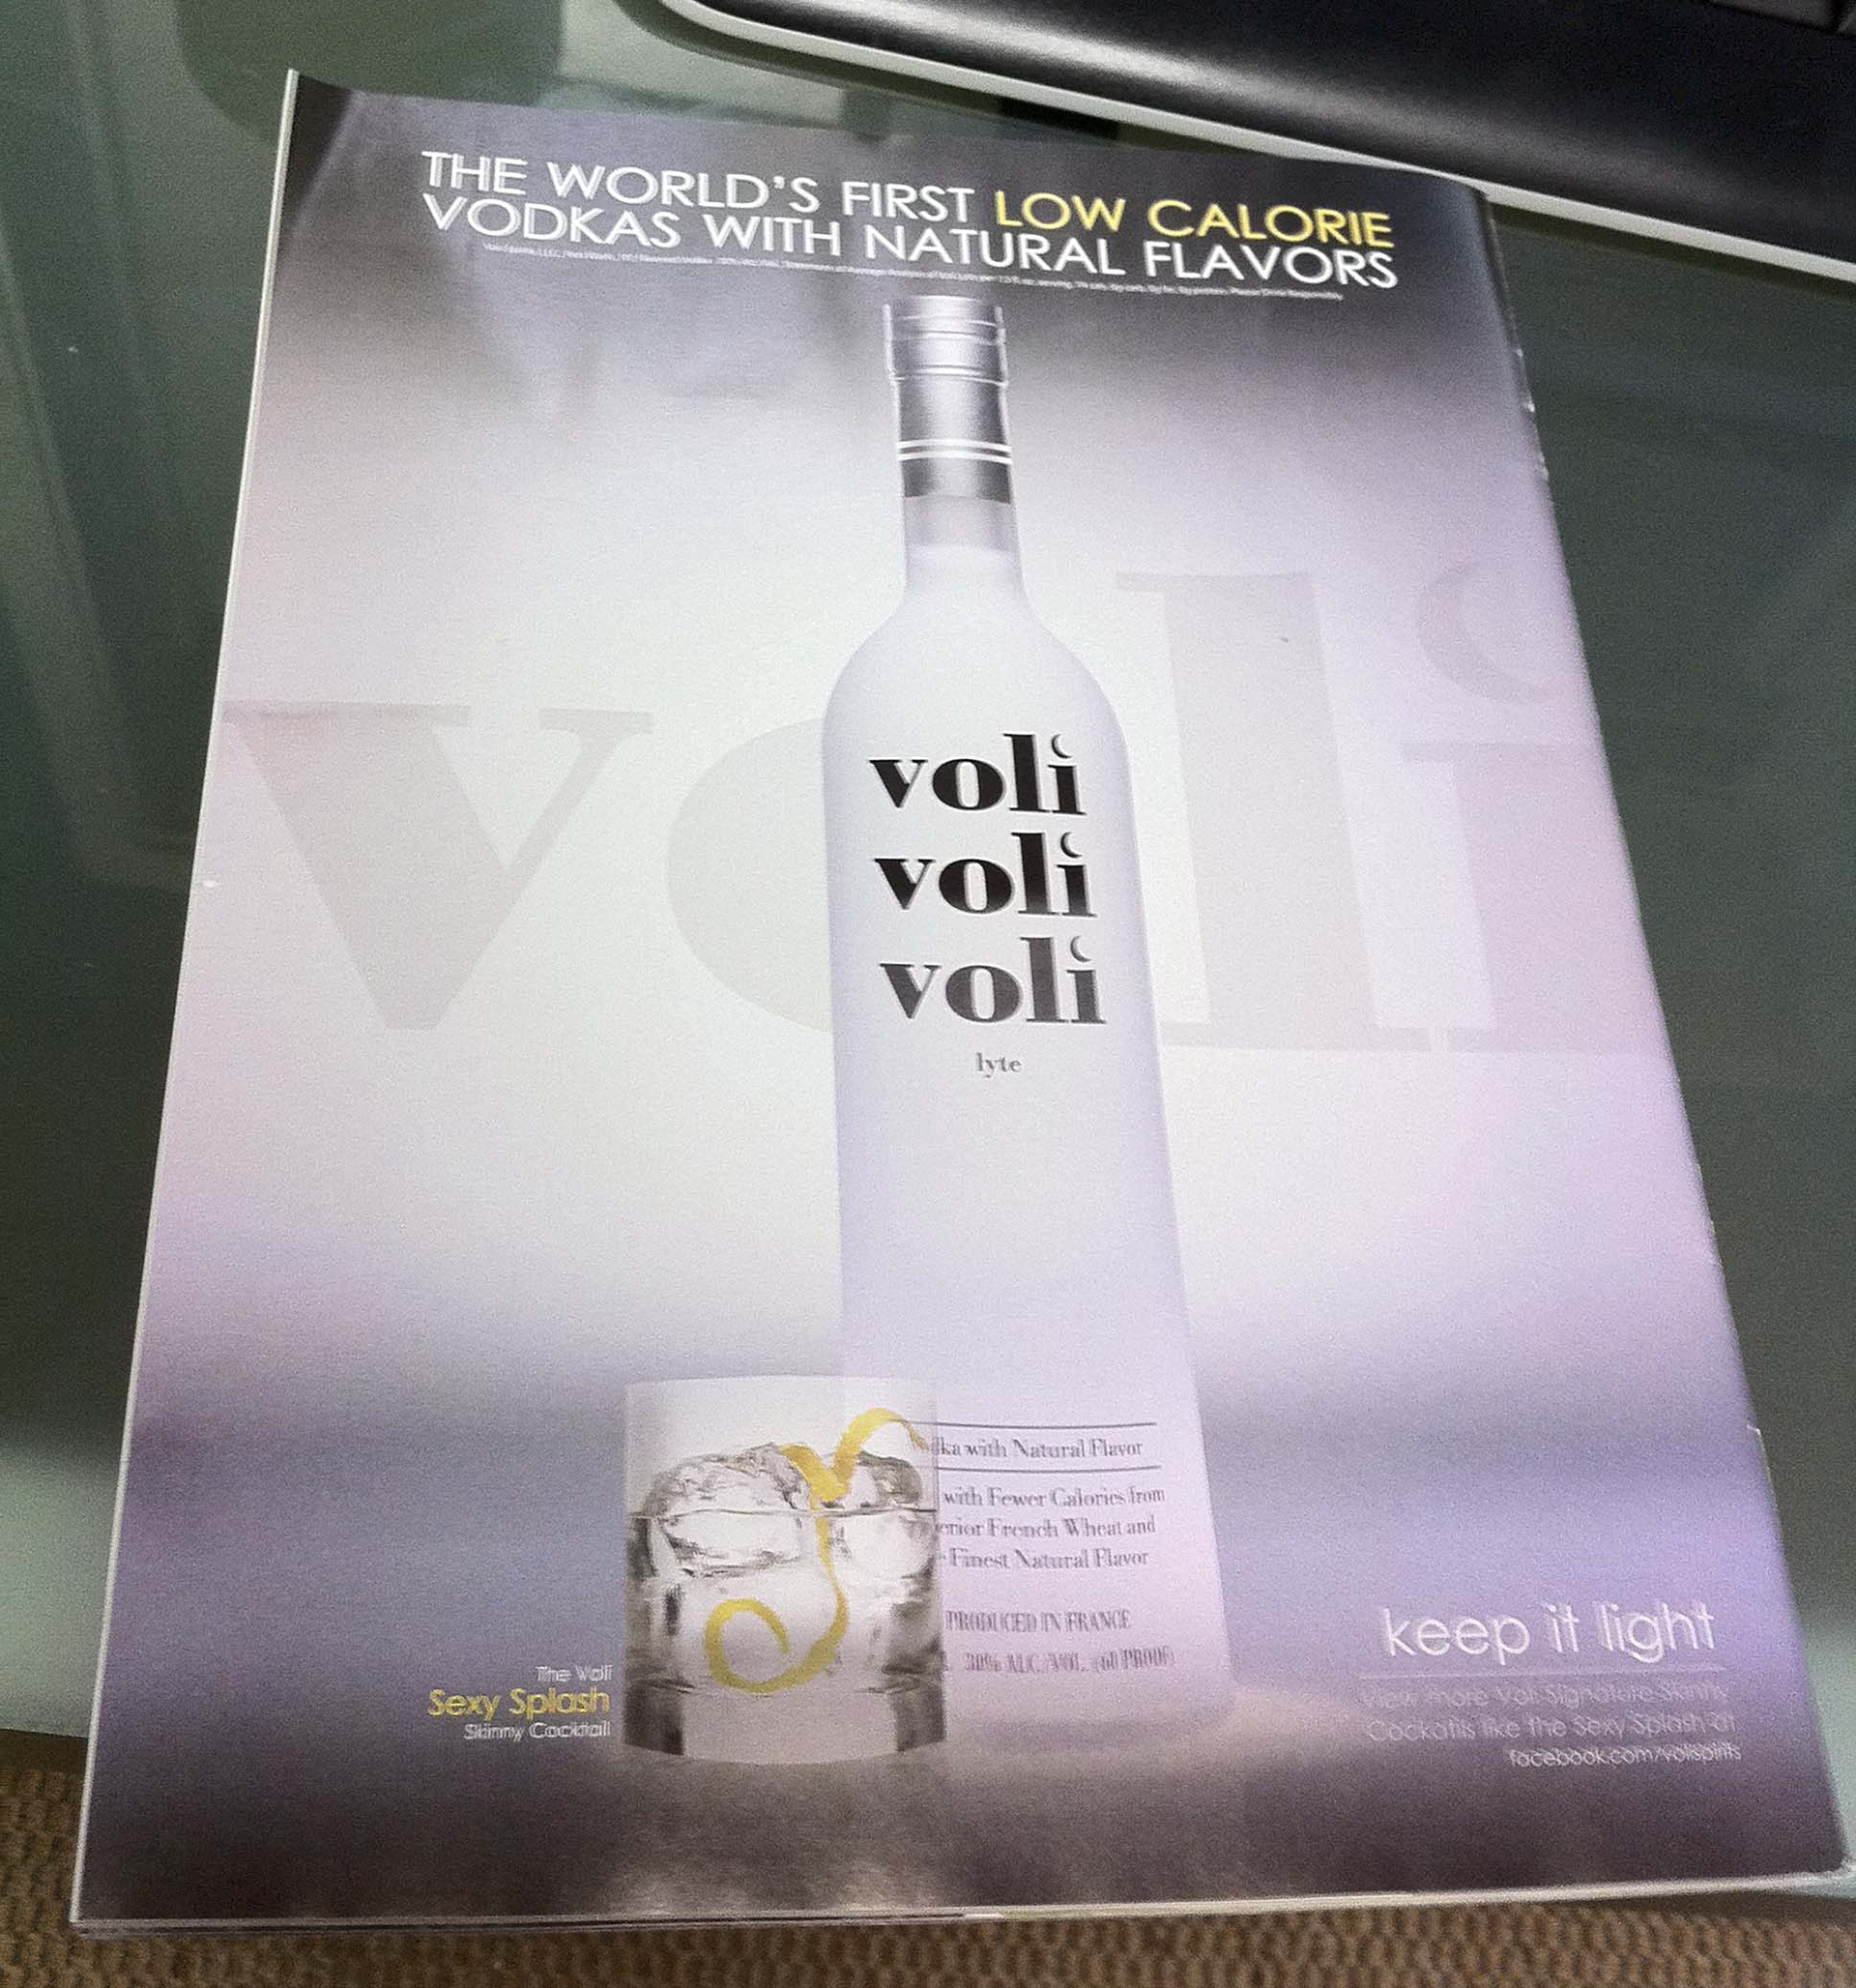 THE WORLD'S FIRST LOW CALORIE
VODKAS WITH NATURAL FLAVORS
voli
voli
voli
voli
lyte
with Natural Flavor
with Fewer Calories from
French Wheat and
Finest Natural Flavor
PRODUCED IN FRANCE
30% ALC./VOL. (60 PROOF)
The Voli
Sexy Splash
Skinny Cocktail
keep it light
View more Voli Signature Skinny
Cocktails like the Sexy Splash at
facebook.com/volispirits